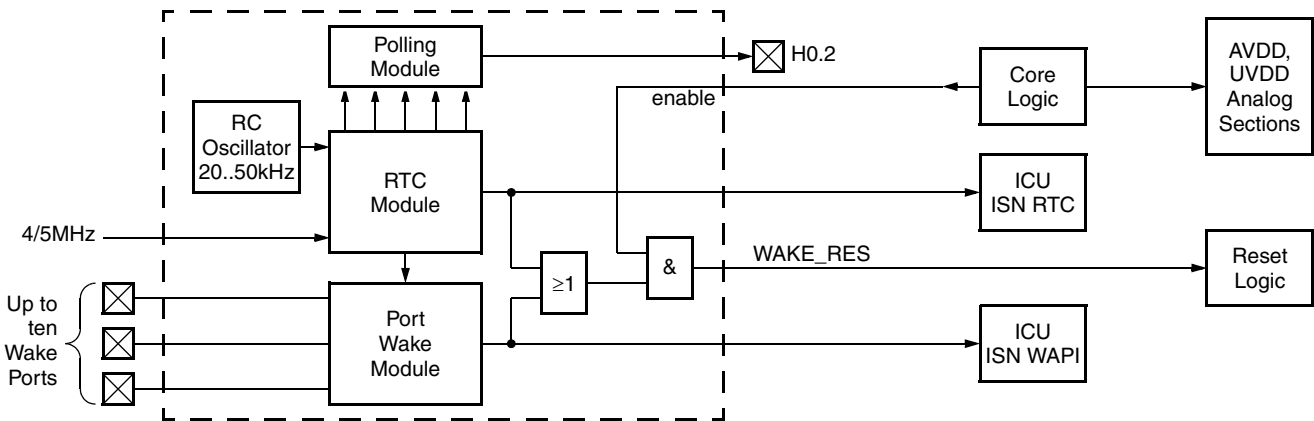 Polling
Module
H0.2
Core
Logic
AVDD,
UVDD
Analog
Sections
enable
RC
Oscillator
20..50kHz
RTC
Module
ICU
ISN RTC
4/5MHz
WAKE_RES
Reset
Logic
&
≥1
Up to
ten
Wake
Ports
Port
Wake
Module
ICU
ISN WAPI